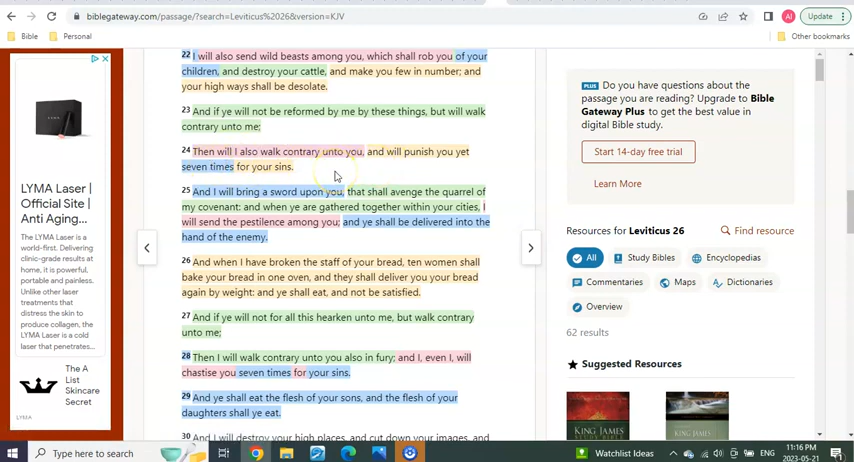 biblegateway.com/passage/?search=Leviticus%2026&version=KJV
Update
Bible
Personal
Other bookmarks
22 I will also send wild beasts among you, which shall rob you of your
children, and destroy your cattle, and make you few in number; and
your high ways shall be desolate.
23 And if ye will not be reformed by me by these things, but will walk
contrary unto me;
24 Then will I also walk contrary unto you, and will punish you yet
seven times for your sins.
25 And I will bring a sword upon you, that shall avenge the quarrel of
my covenant: and when ye are gathered together within your cities, I
will send the pestilence among you; and ye shall be delivered into the
hand of the enemy.
26 And when I have broken the staff of your bread, ten women shall
bake your bread in one oven, and they shall deliver you your bread
again by weight: and ye shall eat, and not be satisfied.
27 And if ye will not for all this hearken unto me, but walk contrary
unto me;
28 Then I will walk contrary unto you also in fury; and I, even I, will
chastise you seven times for your sins.
29 And ye shall eat the flesh of your sons, and the flesh of your
daughters shall ye eat.
30 And I will destroy your high places, and cut down your images, and
LYMA Laser |
Official Site |
Anti Aging...
The LYMA Laser is a
world-first. Delivering
clinic-grade results at
home, it is powerful,
portable and painless.
Unlike other laser
treatments that
distress the skin to
produce collagen, the
LYMA Laser is a cold
laser that penetrates...
The A
List
Skincare
Secret
LYMA
PLUS Do you have questions about the
passage you are reading? Upgrade to Bible
Gateway Plus to get the best value in
digital Bible study.
Start 14-day free trial
Learn More
Resources for Leviticus 26
Find resource
All
Study Bibles
Encyclopedias
Commentaries
Maps
Dictionaries
Overview
62 results
Suggested Resources
KING JAMES
Type here to search
Watchlist Ideas
ENG
11:16 PM
2023-05-21